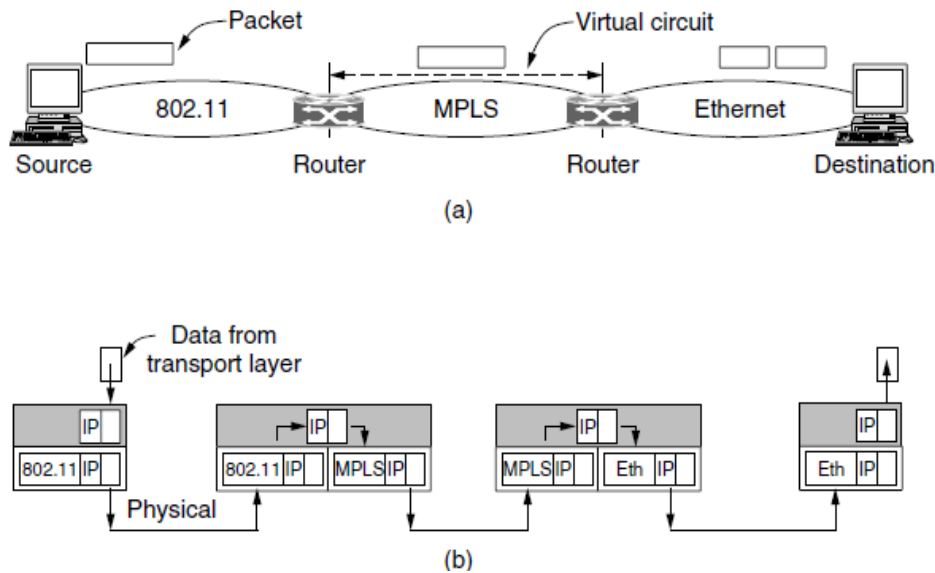 Packet
Virtual circuit
802.11
MPLS
Ethernet
Source
Router
Router
Destination
(a)
Data from
transport layer
IP
IP
IP
802.11 IP
802.11 IP
MPLS IP
MPLS IP
Eth IP
Eth IP
Physical
(b)